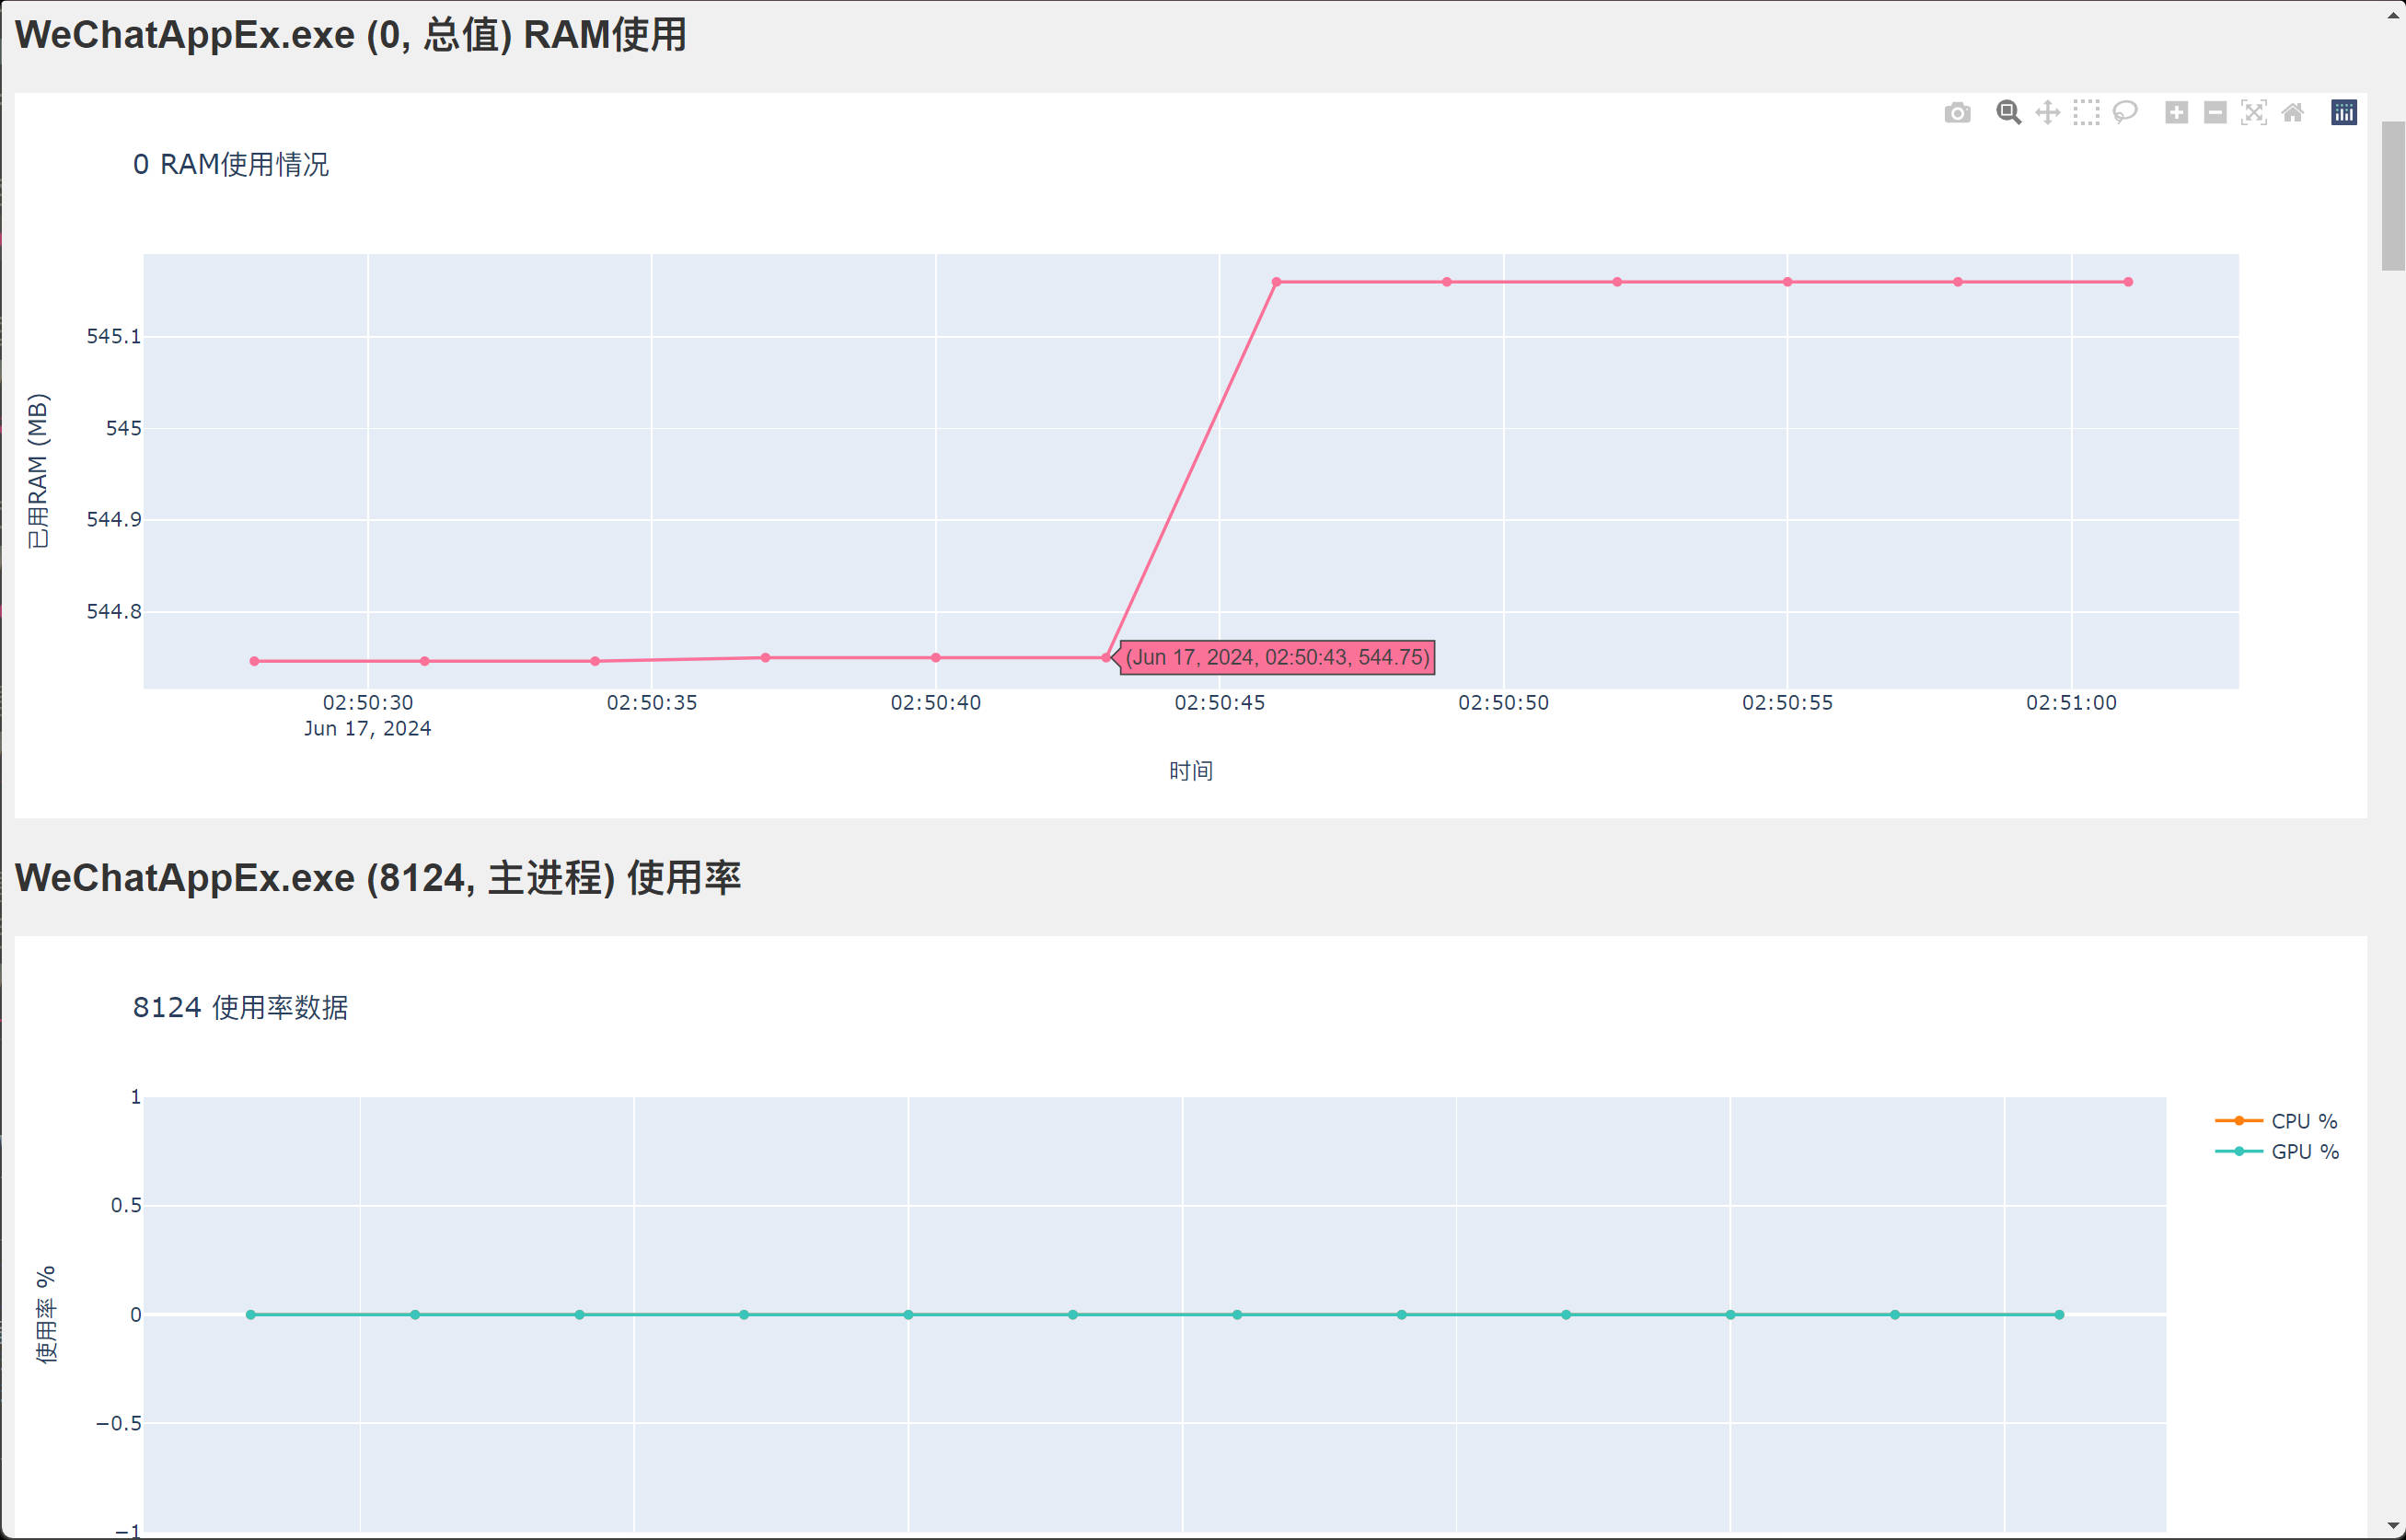 WeChatAppEx.exe (0, 总值) RAM使用
0 RAM使用情况
已用RAM (MB)
545.1
545
544.9
544.8
(Jun 17, 2024, 02:50:43, 544.75)
02:50:30 02:50:35 02:50:40 02:50:45 02:50:50 02:50:55 02:51:00
Jun 17, 2024
时间
WeChatAppEx.exe (8124, 主进程) 使用率
8124 使用率数据
CPU %
GPU %
使用率 %
1
0.5
0
−0.5
−1